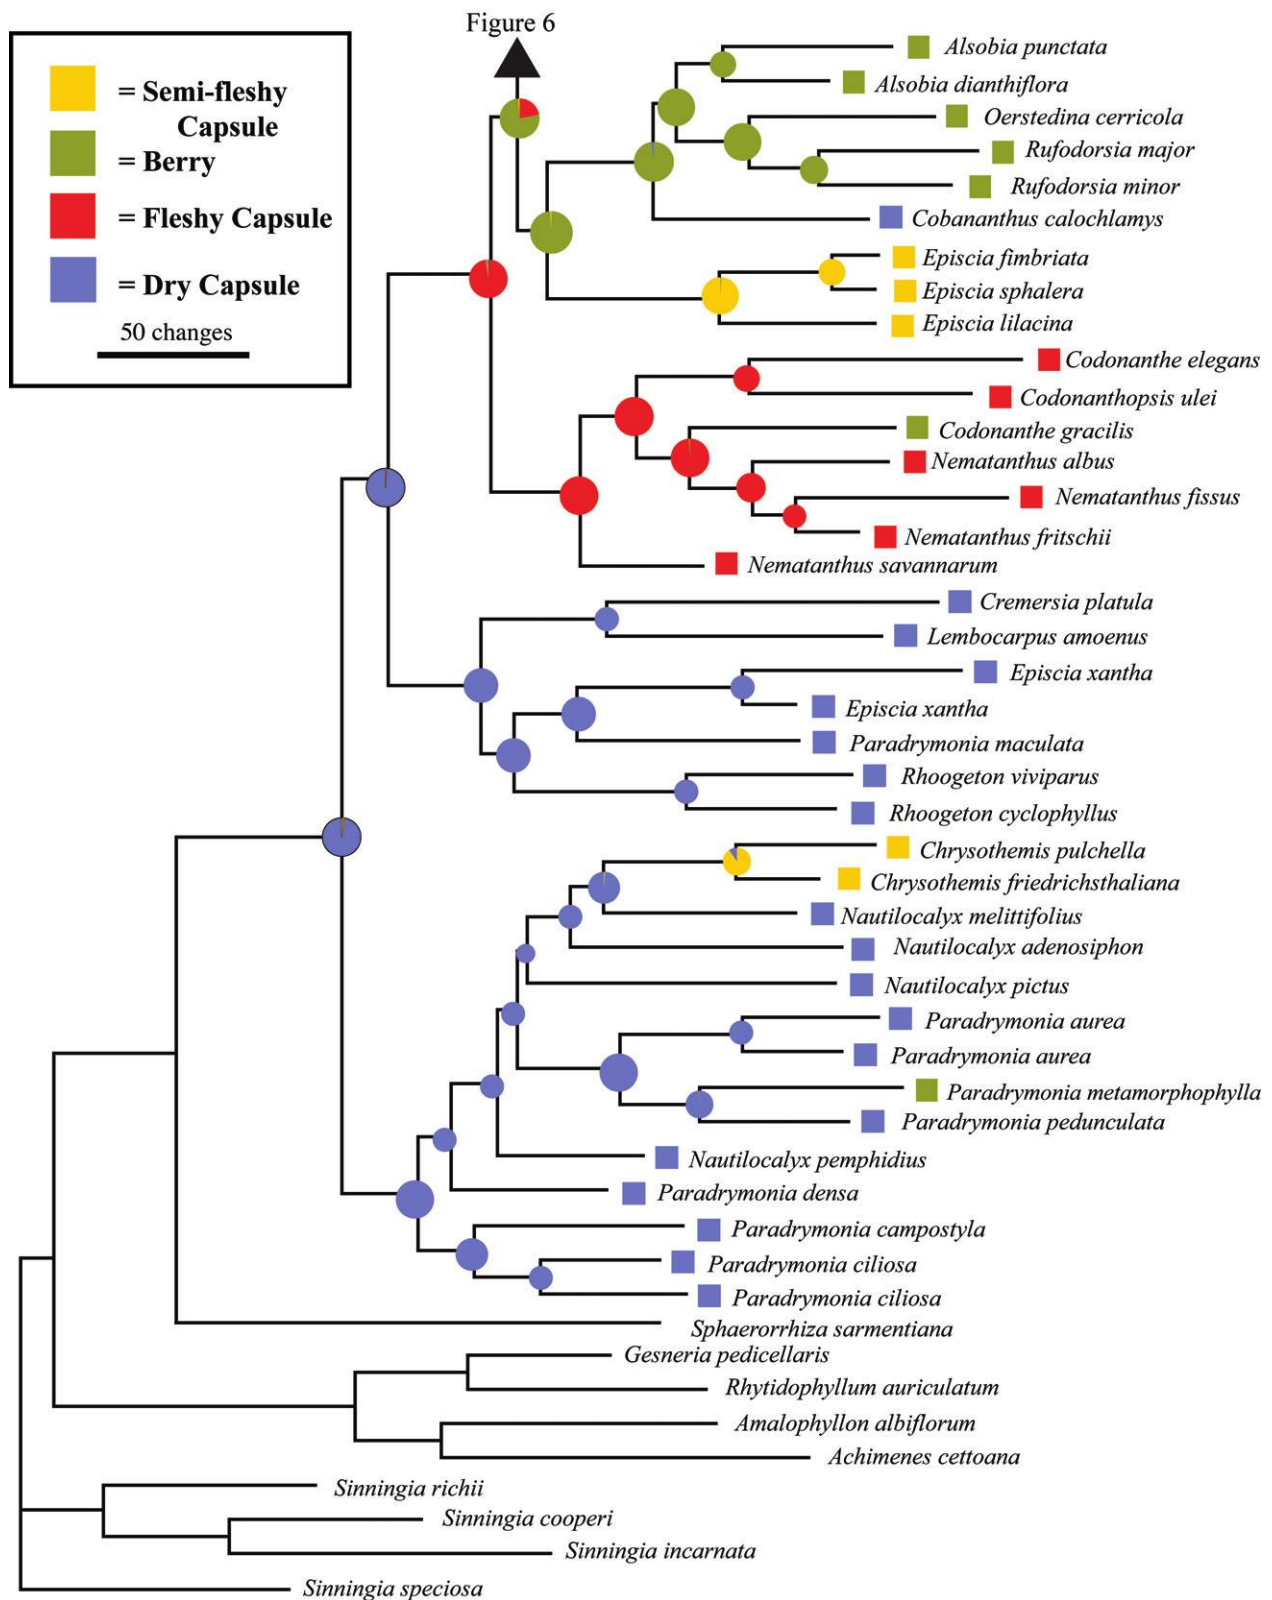 Figure 6
= Semi-fleshy
Capsule
= Berry
= Fleshy Capsule
= Dry Capsule
50 changes
Alsobia punctata
Alsobia dianthiflora
Oerstedina cerricola
Rufodorsia major
Rufodorsia minor
Cobananthus calochlamys
Episcia fimbriata
Episcia sphalera
Episcia lilacina
Codonanthe elegans
Codonanthopsis ulei
Codonanthe gracilis
Nematanthus albus
Nematanthus fissus
Nematanthus fritschii
Nematanthus savannarum
Cremersia platula
Lembocarpus amoenus
Episcia xantha
Episcia xantha
Paradrymonia maculata
Rhoogeton viviparus
Rhoogeton cyclophyllus
Chrysothemis pulchella
Chrysothemis friedrichsthaliana
Nautilocalyx melittifolius
Nautilocalyx adenosiphon
Nautilocalyx pictus
Paradrymonia aurea
Paradrymonia aurea
Paradrymonia metamorphophylla
Paradrymonia pedunculata
Nautilocalyx pemphidius
Paradrymonia densa
Paradrymonia campostyla
Paradrymonia ciliosa
Paradrymonia ciliosa
Sphaerorrhiza sarmentiana
Gesneria pedicellaris
Rhytidophyllum auriculatum
Amalophyllon albiflorum
Achimenes cettoana
Sinningia richii
Sinningia cooperi
Sinningia incarnata
Sinningia speciosa